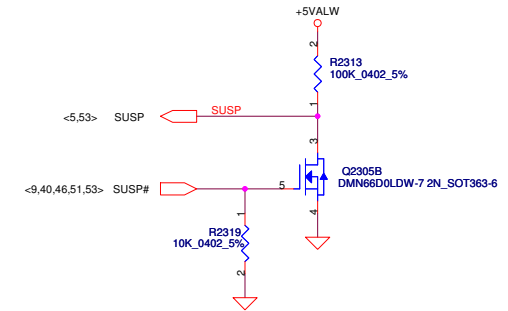 +5VALW
2
R2313
100K_0402_5%
1
<5,53> SUSP
SUSP
3
Q2305B
DMN66D0LDW-7 2N_SOT363-6
<9,40,46,51,53> SUSP#
5
4
1
R2319
10K_0402_5%
2